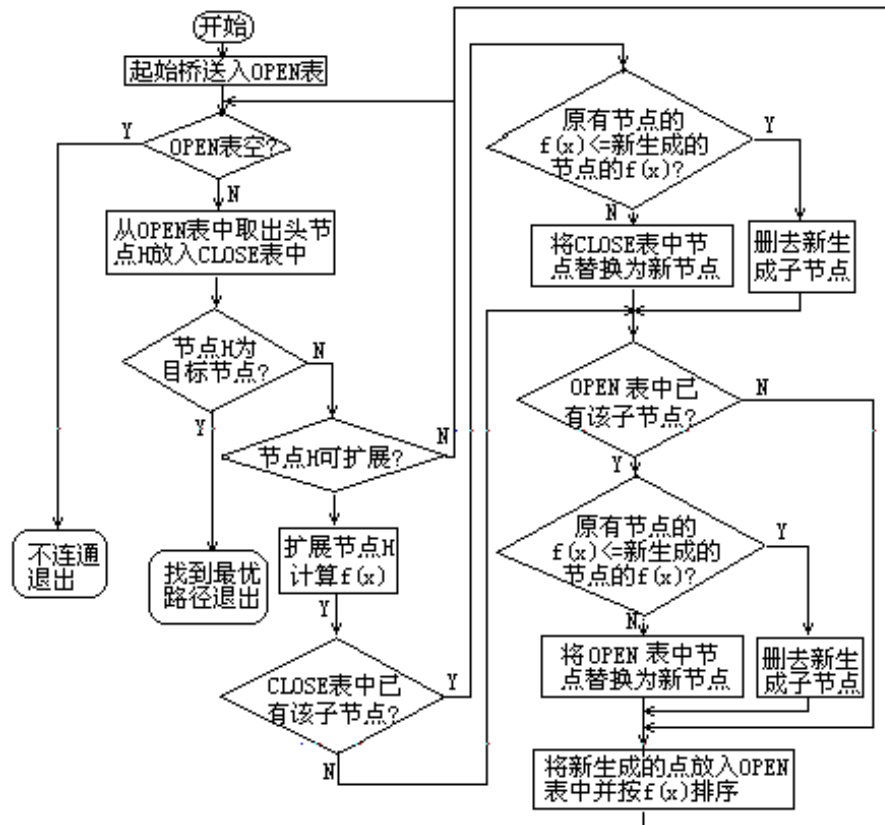 开始
起始桥送入OPEN表
OPEN表空?
Y
N
从OPEN表中取出头节
点H放入CLOSE表中
节点H为
目标节点?
N
Y
节点H可扩展?
N
不连通
退出
找到最优
路径退出
扩展节点H
计算f(x)
Y
CLOSE表中已
有该子节点?
Y
N
原有节点的
f(x)<=新生成的
节点的f(x)?
Y
N
将CLOSE表中节
点替换为新节点
删去新生
成子节点
OPEN表中已
有该子节点?
N
Y
原有节点的
f(x)<=新生成的
节点的f(x)?
Y
N
将OPEN表中节
点替换为新节点
删去新生
成子节点
将新生成的点放入OPEN
表中并按f(x)排序